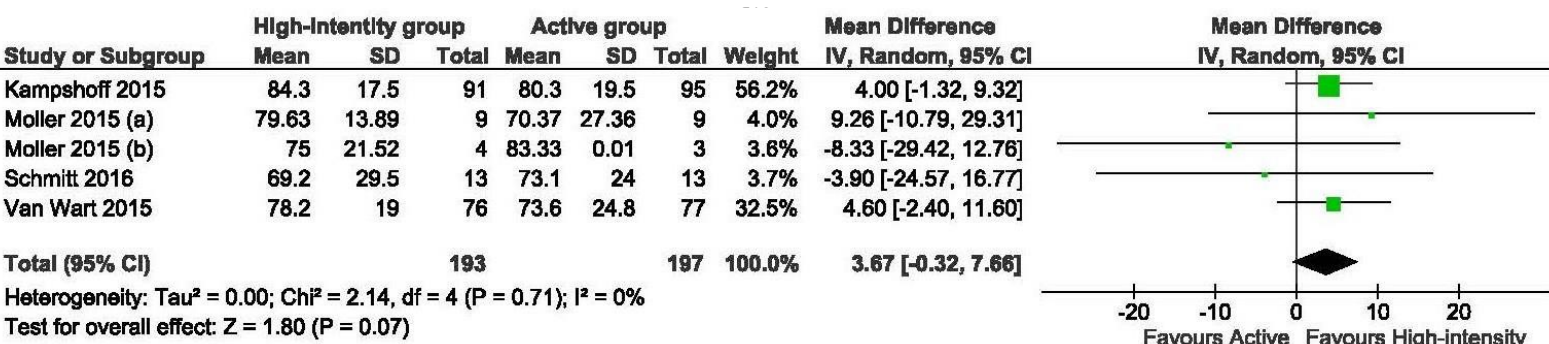 High-intentity group Active group Mean Difference Mean Difference
Study or Subgroup Mean SD Total Mean SD Total Weight IV, Random, 95% CI IV, Random, 95% CI
Kampshoff 2015 84.3 17.5 91 80.3 19.5 95 56.2% 4.00 [-1.32, 9.32]
Moller 2015 (a) 79.63 13.89 9 70.37 27.36 9 4.0% 9.26 [-10.79, 29.31]
Moller 2015 (b) 75 21.52 4 83.33 0.01 3 3.6% -8.33 [-29.42, 12.76]
Schmitt 2016 69.2 29.5 13 73.1 24 13 3.7% -3.90 [-24.57, 16.77]
Van Wart 2015 78.2 19 76 73.6 24.8 77 32.5% 4.60 [-2.40, 11.60]
Total (95% CI) 193 197 100.0% 3.67 [-0.32, 7.66]
Heterogeneity: Tau² = 0.00; Chi² = 2.14, df = 4 (P = 0.71); I² = 0%
Test for overall effect: Z = 1.80 (P = 0.07)
-20 -10 0 10 20
Favours Active Favours High-intensity